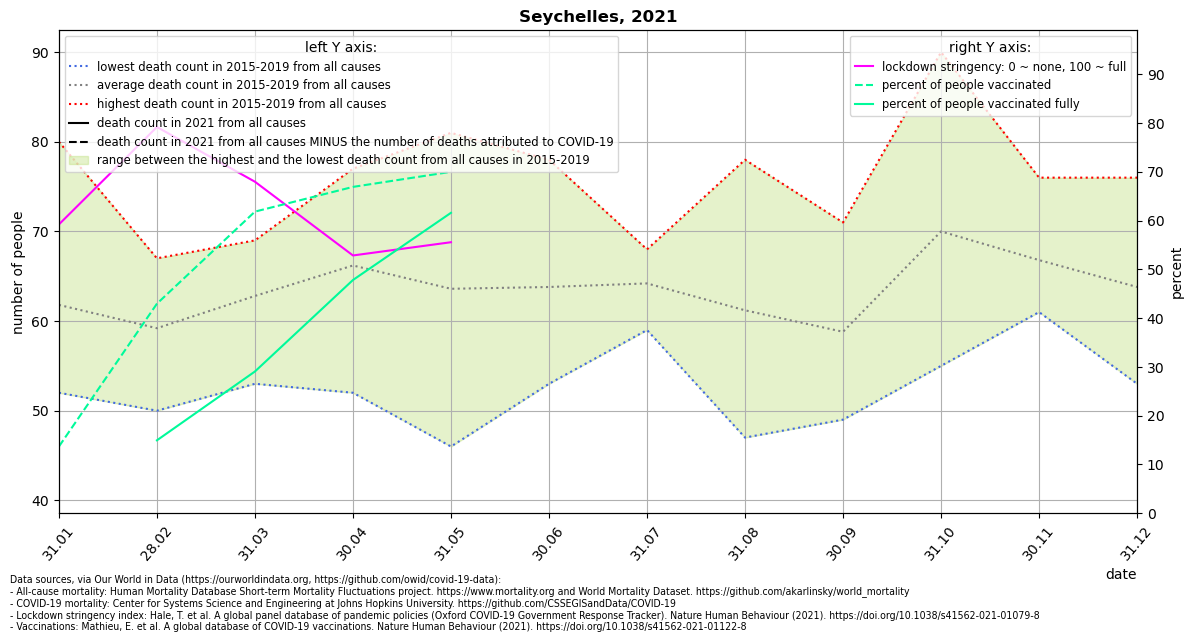 Seychelles, 2021
left Y axis:
lowest death count in 2015-2019 from all causes
average death count in 2015-2019 from all causes
highest death count in 2015-2019 from all causes
death count in 2021 from all causes
death count in 2021 from all causes MINUS the number of deaths attributed to COVID-19
range between the highest and the lowest death count from all causes in 2015-2019
right Y axis:
lockdown stringency: 0 ~ none, 100 ~ full
percent of people vaccinated
percent of people vaccinated fully
number of people
90
80
70
60
50
40
percent
90
80
70
60
50
40
30
20
10
0
31.01
28.02
31.03
30.04
31.05
30.06
31.07
31.08
30.09
31.10
30.11
31.12
date
Data sources, via Our World in Data (https://ourworldindata.org, https://github.com/owid/covid-19-data):
- All-cause mortality: Human Mortality Database Short-term Mortality Fluctuations project. https://www.mortality.org and World Mortality Dataset. https://github.com/akarlinsky/world_mortality
- COVID-19 mortality: Center for Systems Science and Engineering at Johns Hopkins University. https://github.com/CSSEGISandData/COVID-19
- Lockdown stringency index: Hale, T. et al. A global panel database of pandemic policies (Oxford COVID-19 Government Response Tracker). Nature Human Behaviour (2021). https://doi.org/10.1038/s41562-021-01079-8
- Vaccinations: Mathieu, E. et al. A global database of COVID-19 vaccinations. Nature Human Behaviour (2021). https://doi.org/10.1038/s41562-021-01122-8